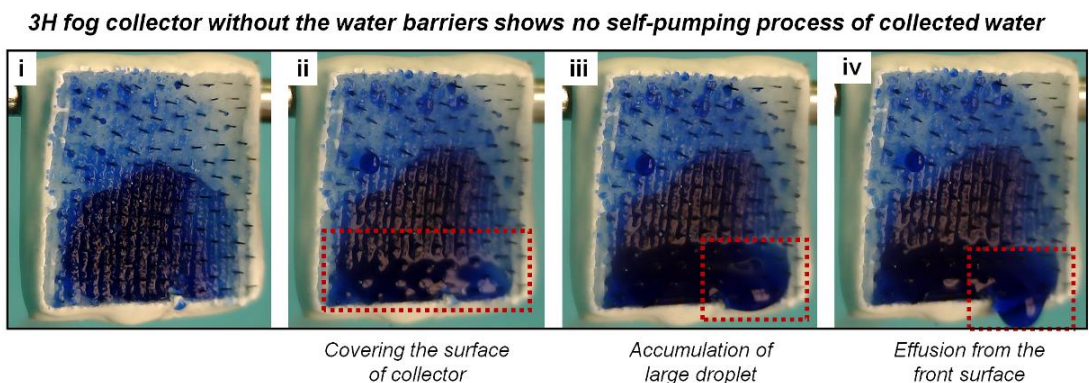 3H fog collector without the water barriers shows no self-pumping process of collected water
i
ii
iii
iv
Covering the surface
of collector
Accumulation of
large droplet
Effusion from the
front surface